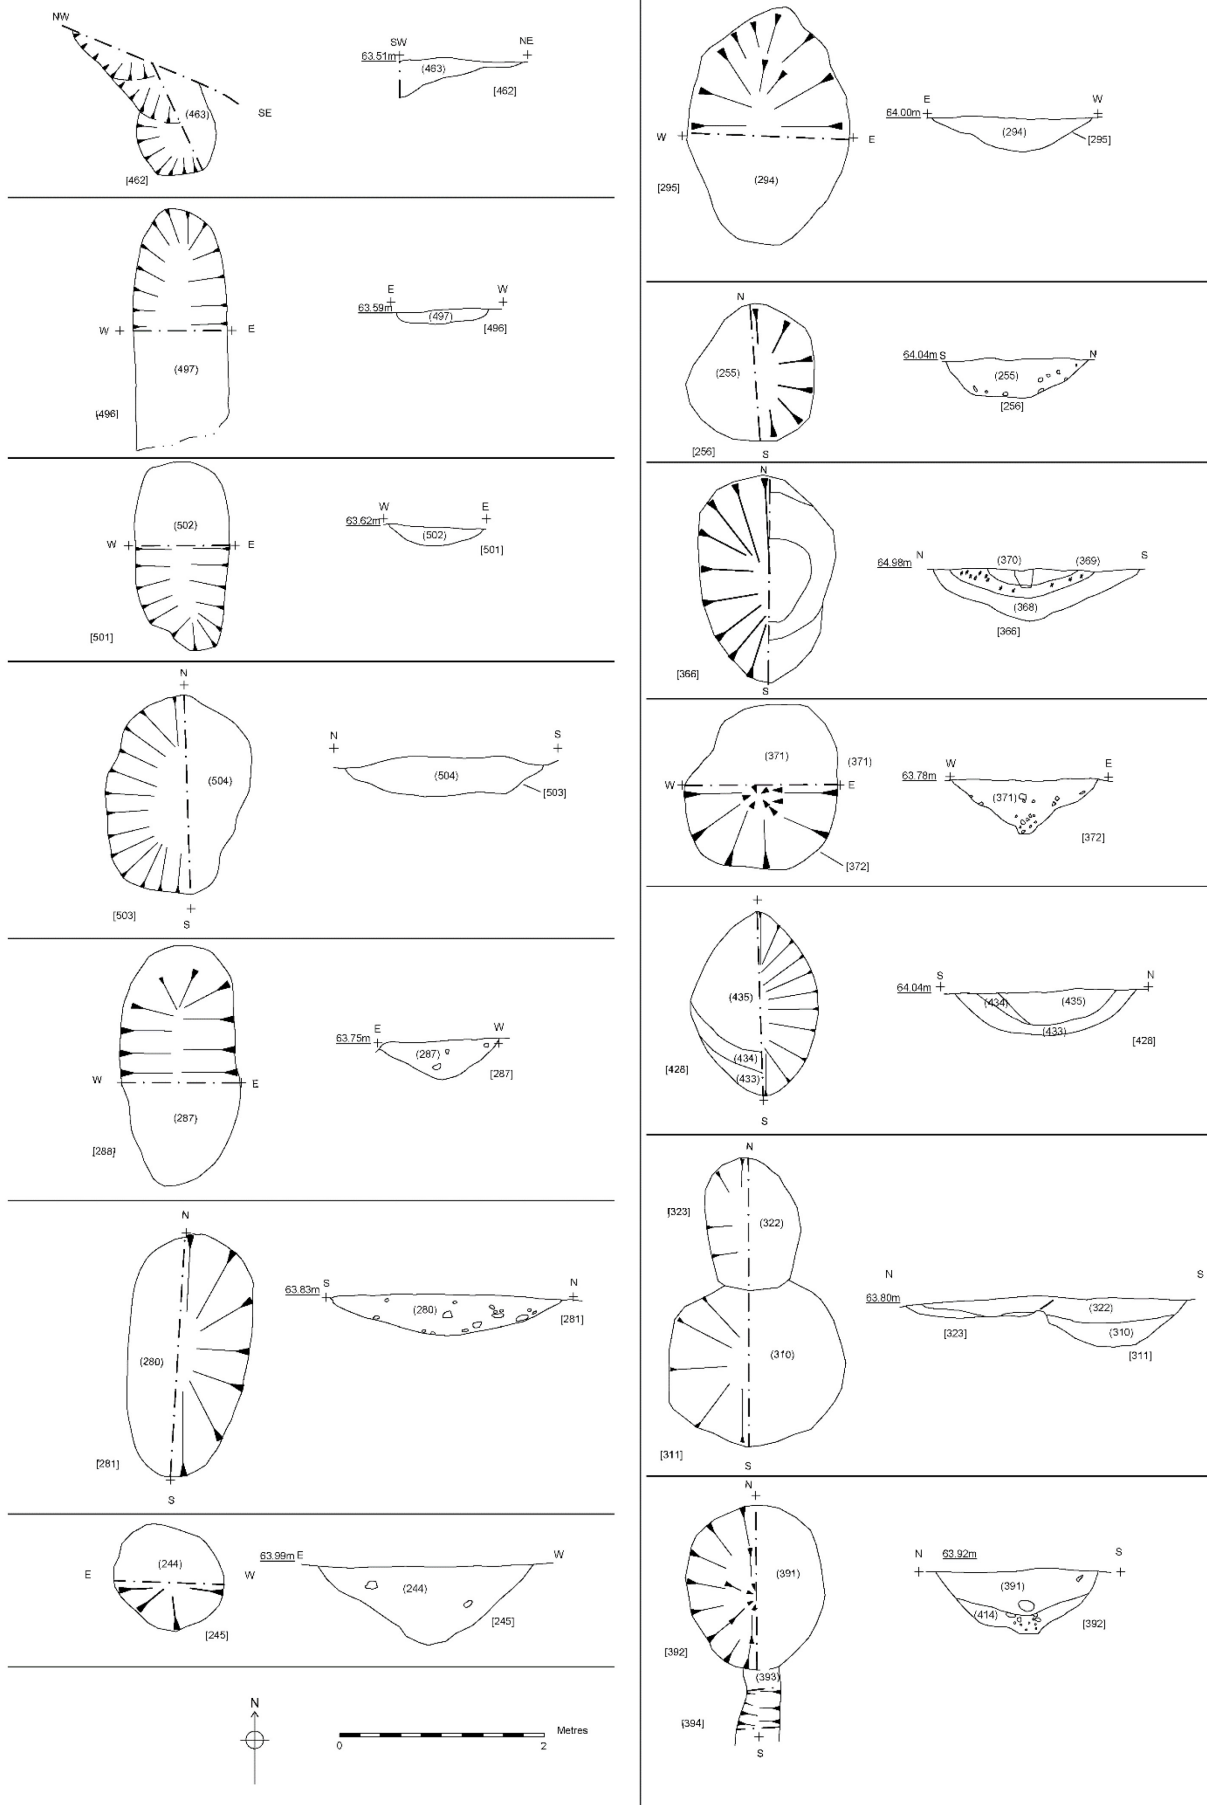 NW
SW NE
63.51m
(463)
[462]
(463)
SE
[462]
E W
63.59m
(497)
[496]
W E
(497)
[496]
(502)
W E
63.62m
(502)
[501]
W E
[501]
N
N S
(504)
(504)
[503]
[503]
S
E W
63.75m
(287)
[287]
W E
(287)
[288]
N
S N
63.83m
(280)
[281]
(280)
[281]
S
63.99m E W
(244)
E W
(244)
[245]
[245]
N
Metres
0 2
E W
64.00m
(294)
[295]
W E
[295]
(294)
N
64.04m S N
(255)
(255)
[256]
[256]
S
N
N S
64.98m
(370) (369)
(368)
[366]
[366]
S
(371)
(371)
W E
W E
63.78m
(371)
[372]
[372]
S N
64.04m
(435)
(434) (435)
(433)
[428]
(434)
(433)
[428]
S
N
[323]
(322)
N S
63.80m
(322)
[323]
(310)
[311]
(310)
[311]
S
N
N 63.92m S
(391)
(391)
(414)
[392]
[392]
(393)
[394]
S